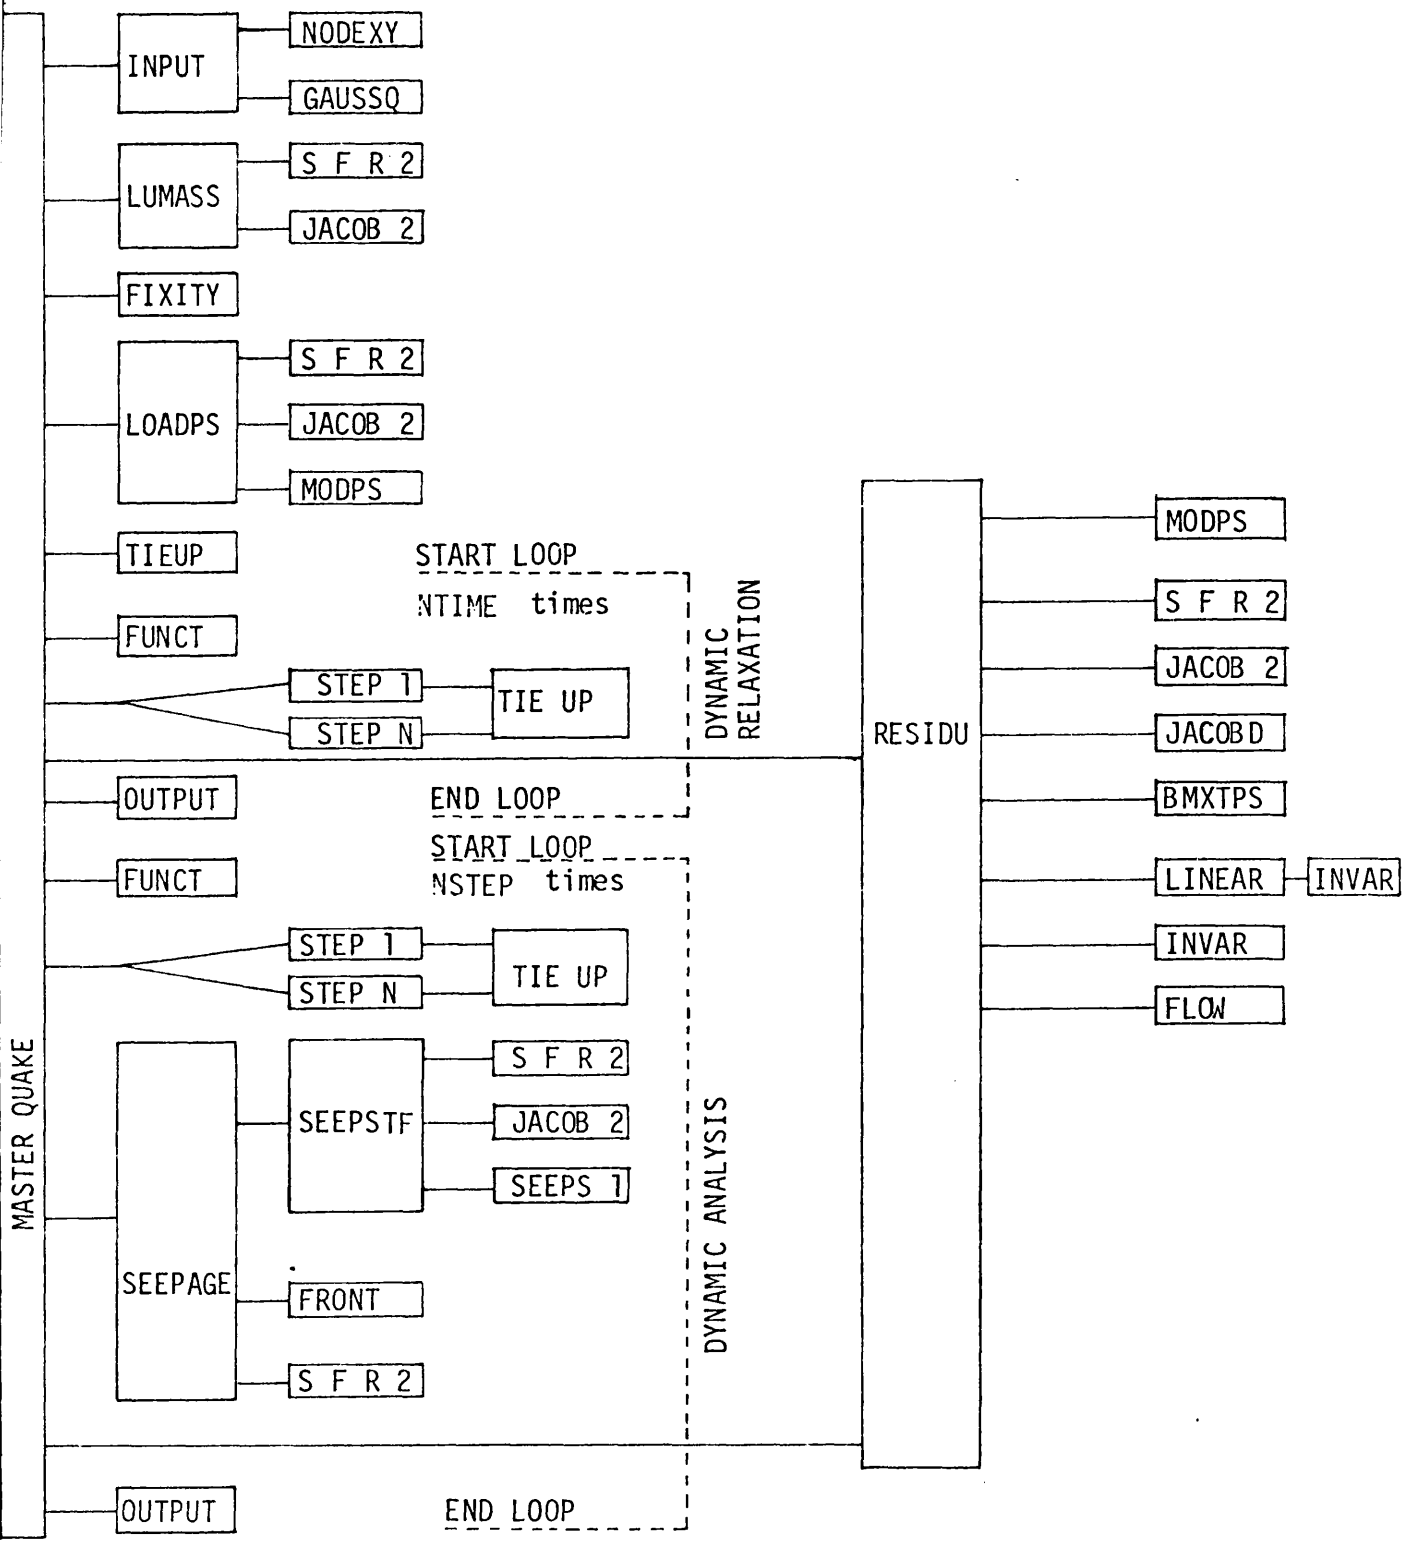 NODEXY
INPUT
GAUSSQ
S F R 2
LUMASS
JACOB 2
FIXITY
S F R 2
LOADPS
JACOB 2
MODPS
TIEUP
START LOOP
NTIME times
FUNCT
STEP 1
TIE UP
STEP N
DYNAMIC
RELAXATION
OUTPUT
END LOOP
START LOOP
FUNCT
NSTEP times
STEP 1
TIE UP
STEP N
MASTER QUAKE
SEEPAGE
SEEPSTF
S F R 2
JACOB 2
SEEPS 1
FRONT
S F R 2
DYNAMIC ANALYSIS
OUTPUT
END LOOP
RESIDU
MODPS
S F R 2
JACOB 2
JACOBD
BMXTPS
LINEAR INVAR
INVAR
FLOW